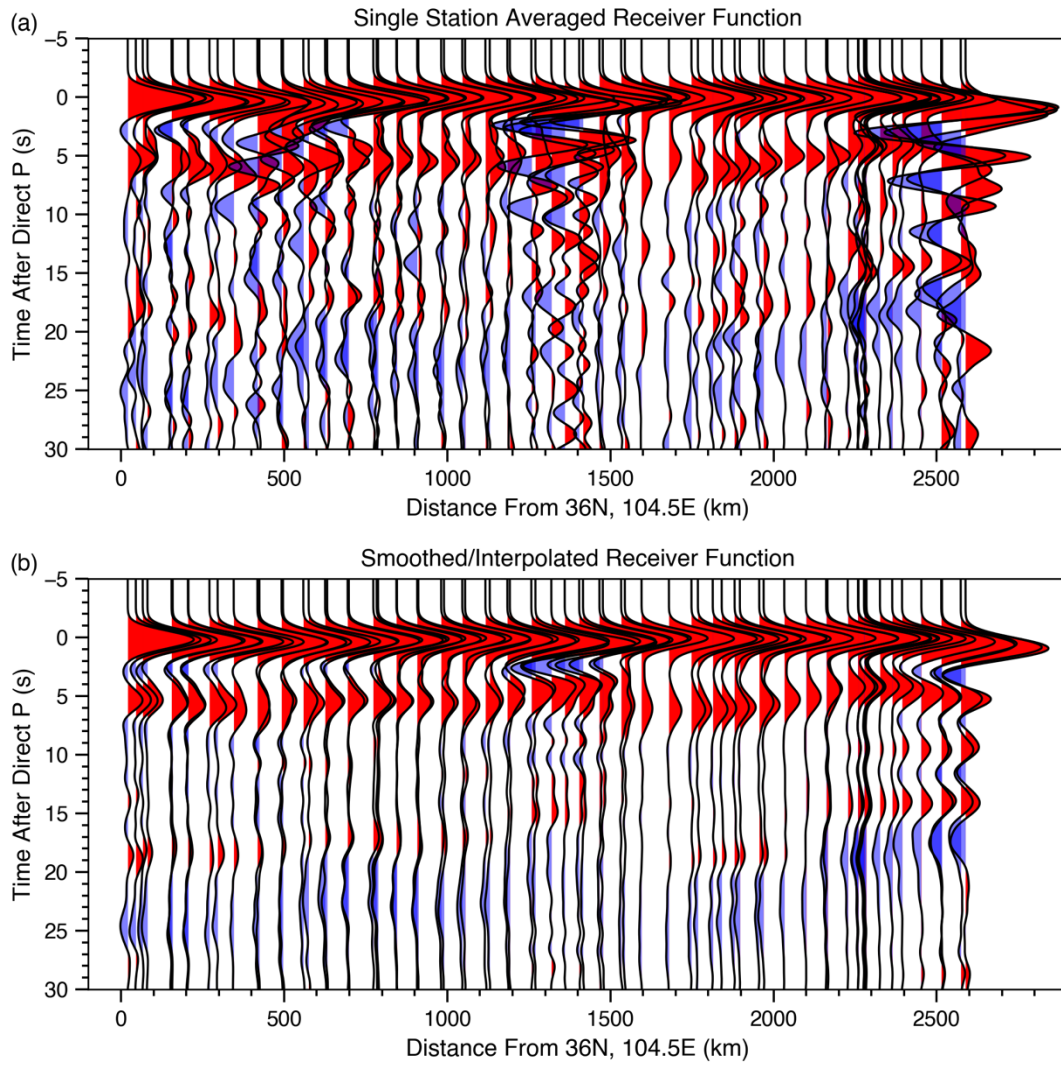 (a)
Single Station Averaged Receiver Function
Time After Direct P (s)
−5
0
5
10
15
20
25
30
0 500 1000 1500 2000 2500
Distance From 36N, 104.5E (km)
(b)
Smoothed/Interpolated Receiver Function
Time After Direct P (s)
−5
0
5
10
15
20
25
30
0 500 1000 1500 2000 2500
Distance From 36N, 104.5E (km)